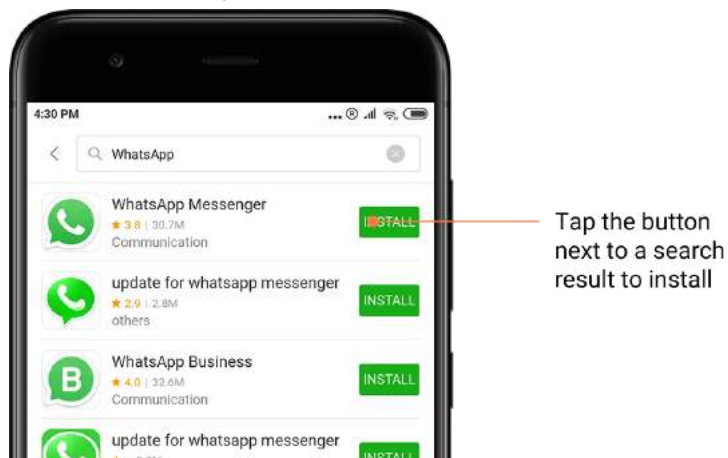 4:30 PM
WhatsApp
WhatsApp Messenger
INSTALL
★ 3.8 | 30.7M
Communication
Tap the button
next to a search
result to install
update for whatsapp messenger
INSTALL
★ 2.9 | 2.8M
others
WhatsApp Business
B
INSTALL
★ 4.0 | 32.6M
Communication
update for whatsapp messenger
INSTALL